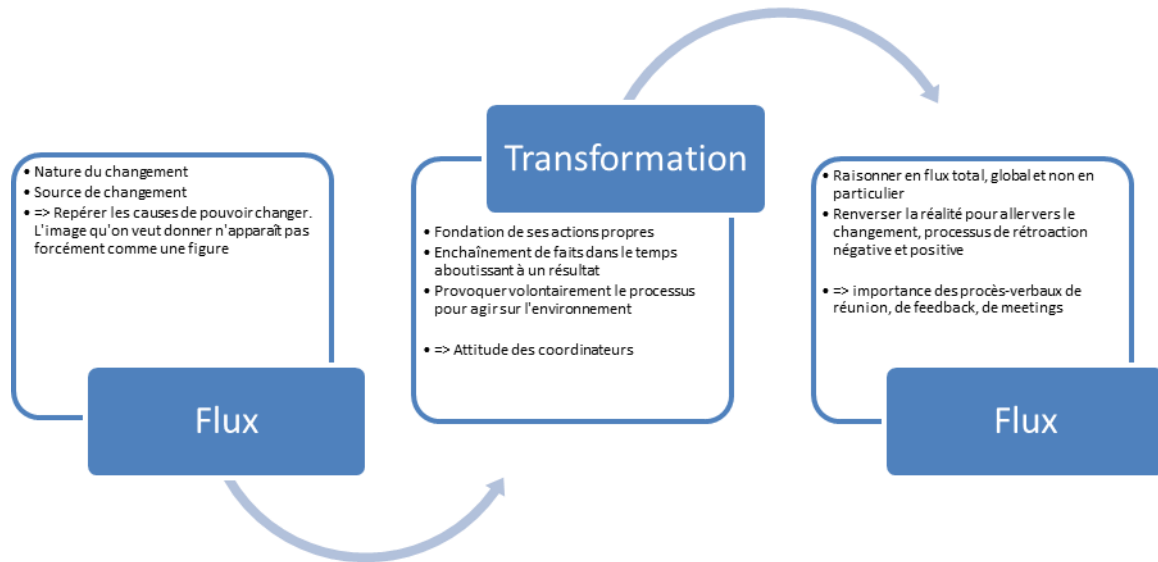 • Nature du changement
• Source de changement
• => Repérer les causes de pouvoir changer.
L'image qu'on veut donner n'apparaît pas
forcément comme une figure
Flux
Transformation
• Fondation de ses actions propres
• Enchaînement de faits dans le temps
aboutissant à un résultat
• Provoquer volontairement le processus
pour agir sur l'environnement
• => Attitude des coordinateurs
• Raisonner en flux total, global et non en
particulier
• Renverser la réalité pour aller vers le
changement, processus de rétroaction
négative et positive
• => importance des procès-verbaux de
réunion, de feedback, de meetings
Flux